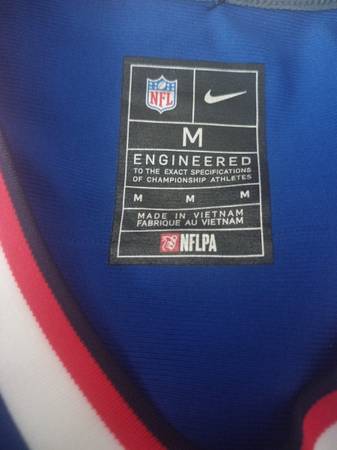 NFL
M
ENGINEERED
TO THE EXACT SPECIFICATIONS
OF CHAMPIONSHIP ATHLETES
M M M
MADE IN VIETNAM
FABRIQUE AU VIETNAM
NFLPA